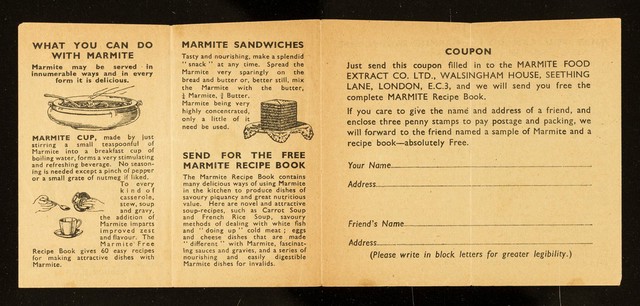 WHAT YOU CAN DO
WITH MARMITE
Marmite may be served in
innumerable ways and in every
form it is delicious.
MARMITE CUP, made by just
stirring a small teaspoonful of
Marmite into a breakfast cup of
boiling water, forms a very stimulating
and refreshing beverage. No season-
ing is needed except a pinch of pepper
or a small grate of nutmeg if liked.
To every
kind of
casserole,
stew, soup
and gravy,
the addition of
Marmite imparts
improved zest
and flavour. The
Marmite Free
Recipe Book gives 60 easy recipes
for making attractive dishes with
Marmite.
MARMITE SANDWICHES
Tasty and nourishing, make a splendid
"snack" at any time. Spread the
Marmite very sparingly on the
bread and butter or, better still, mix
the Marmite with the butter,
¼ Marmite, ¾ Butter.
Marmite being very
highly concentrated,
only a little of it
need be used.
SEND FOR THE FREE
MARMITE RECIPE BOOK
The Marmite Recipe Book contains
many delicious ways of using Marmite
in the kitchen to produce dishes of
savoury piquancy and great nutritious
value. Here are novel and attractive
soup-recipes, such as Carrot Soup
and French Rice Soup, savoury
methods of dealing with white fish
and "doing up" cold meat; eggs
and cheese dishes that are made
"different" with Marmite, fascinat-
ing sauces and gravies, and a series of
nourishing and easily digestible
Marmite dishes for invalids.
COUPON
Just send this coupon filled in to the MARMITE FOOD
EXTRACT CO. LTD., WALSINGHAM HOUSE, SEETHING
LANE, LONDON, E.C.3, and we will send you free the
complete MARMITE Recipe Book.
If you care to give the name and address of a friend, and
enclose three penny stamps to pay postage and packing, we
will forward to the friend named a sample of Marmite and a
recipe book—absolutely Free.
Your Name
Address
Friend's Name
Address
(Please write in block letters for greater legibility.)